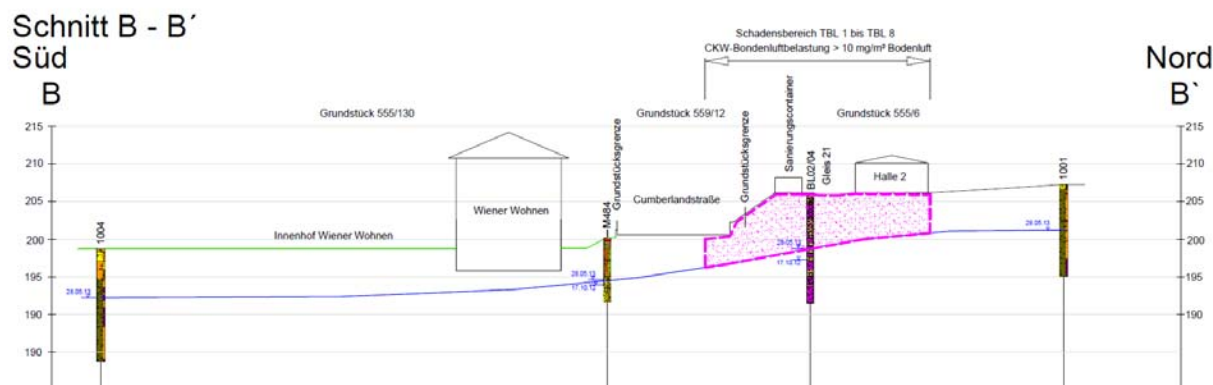 Schnitt B - B´
Süd
B
Schadensbereich TBL 1 bis TBL 8
CKW-Bondenluftbelastung > 10 mg/m³ Bodenluft
Nord
B`
Grundstück 555/130
Grundstück 559/12
Grundstück 555/6
215
210
205
200
195
190
190
1004
28.05.13
Innenhof Wiener Wohnen
Wiener Wohnen
M484
Grundstücksgrenze
28.05.13
17.10.12
Cumberlandstraße
Grundstücksgrenze
Sanierungscontainer
BL02/04
Gleis 21
28.05.13
17.10.12
Halle 2
1001
28.05.13
215
210
205
200
195
190
190